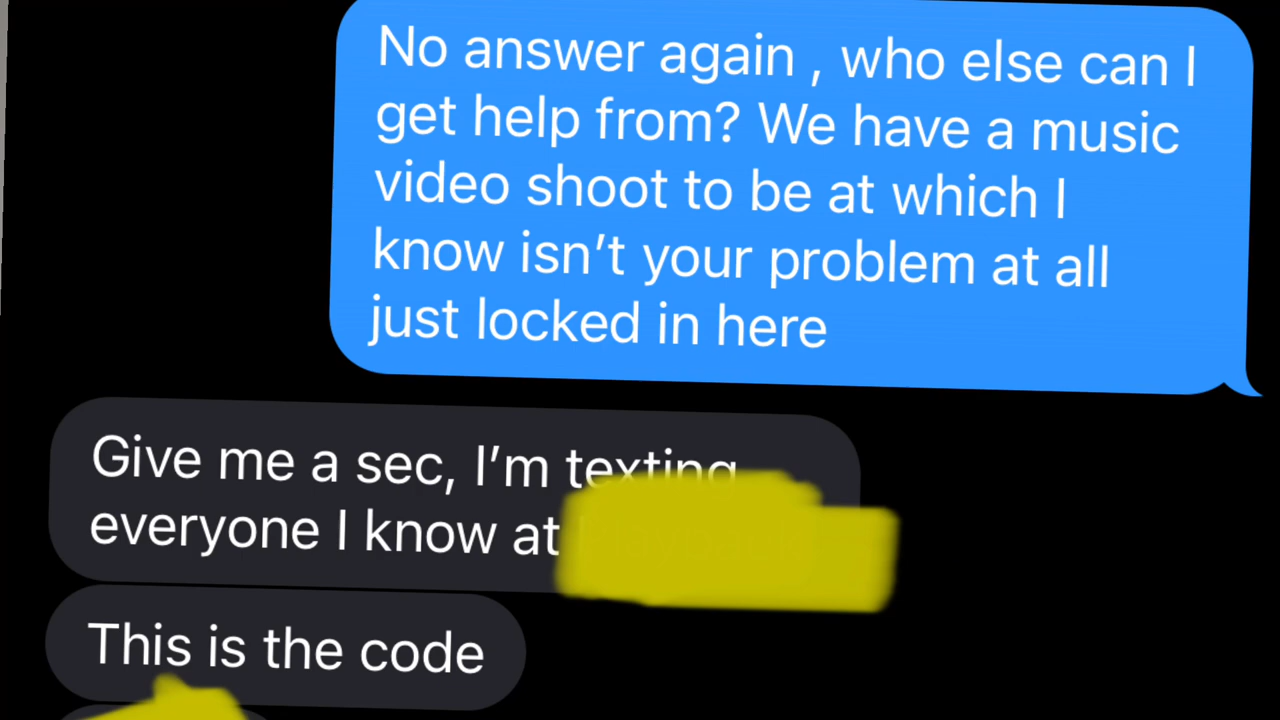 No answer again , who else can I
get help from? We have a music
video shoot to be at which I
know isn't your problem at all
just locked in here
Give me a sec, I'm texting
everyone I know at
This is the code